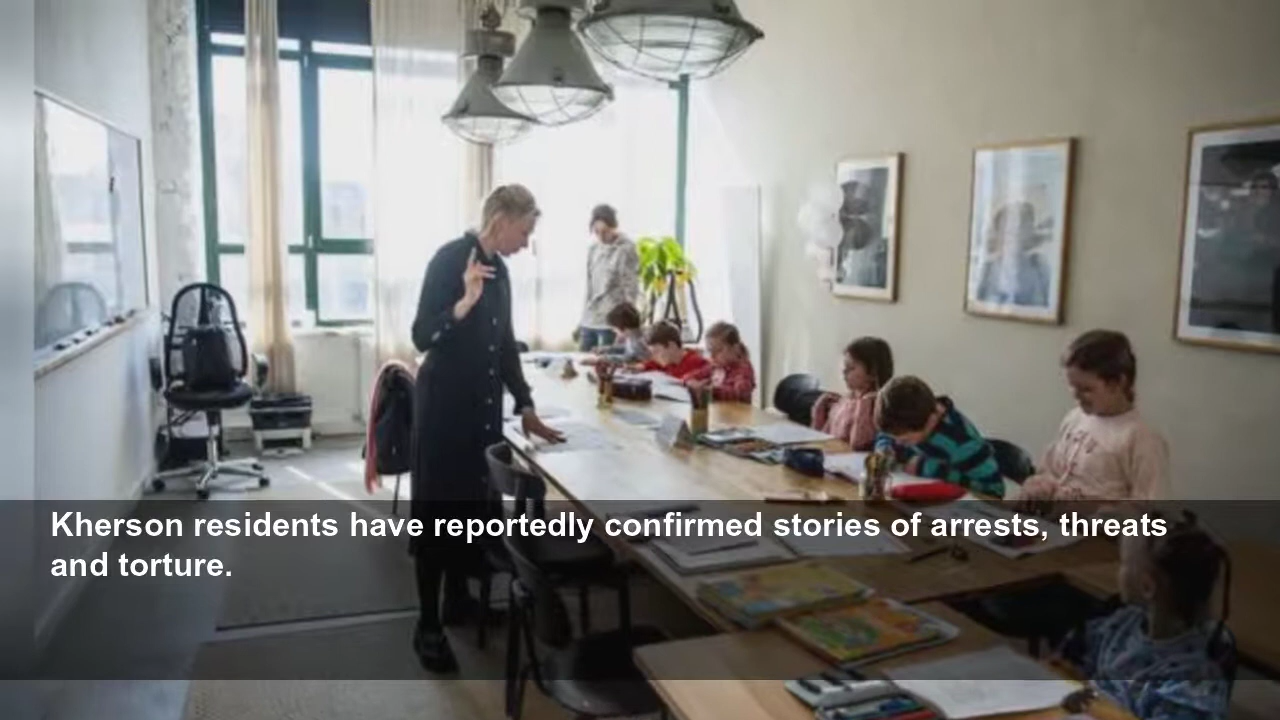 Kherson residents have reportedly confirmed stories of arrests, threats
and torture.